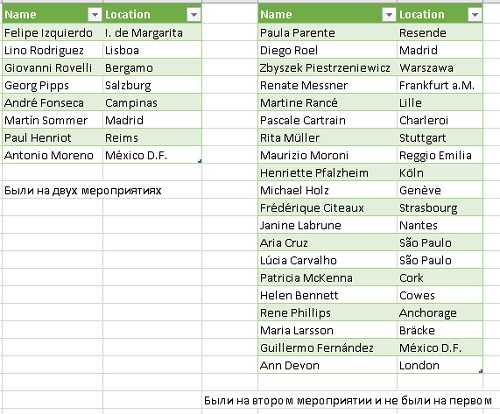 Name Location
Felipe Izquierdo I. de Margarita
Lino Rodriguez Lisboa
Giovanni Rovelli Bergamo
Georg Pipps Salzburg
André Fonseca Campinas
Martín Sommer Madrid
Paul Henriot Reims
Antonio Moreno México D.F.
Были на двух мероприятиях
Name Location
Paula Parente Resende
Diego Roel Madrid
Zbyszek Piestrzeniewicz Warszawa
Renate Messner Frankfurt a.M.
Martine Rancé Lille
Pascale Cartrain Charleroi
Rita Müller Stuttgart
Maurizio Moroni Reggio Emilia
Henriette Pfalzheim Köln
Michael Holz Genève
Frédérique Citeaux Strasbourg
Janine Labrune Nantes
Aria Cruz São Paulo
Lúcia Carvalho São Paulo
Patricia McKenna Cork
Helen Bennett Cowes
Rene Phillips Anchorage
Maria Larsson Bräcke
Guillermo Fernández México D.F.
Ann Devon London
Были на втором мероприятии и не были на первом